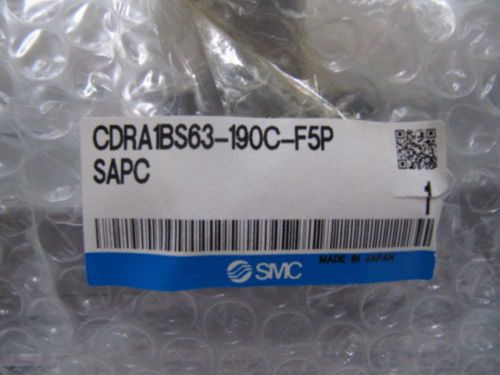 CDRA1BS63-190C-F5P
SAPC
1
SMC
MADE IN JAPAN